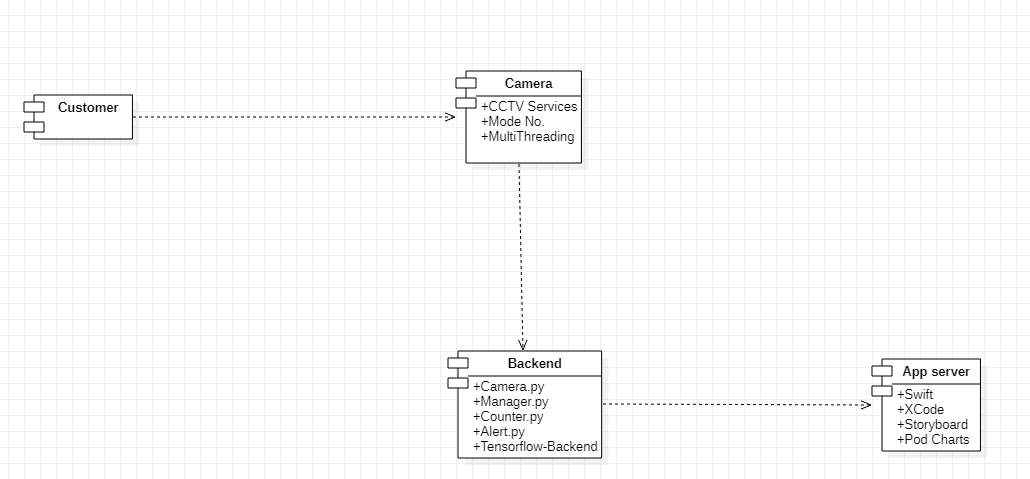 Customer
Camera
+CCTV Services
+Mode No.
+MultiThreading
Backend
+Camera.py
+Manager.py
+Counter.py
+Alert.py
+Tensorflow-Backend
App server
+Swift
+XCode
+Storyboard
+Pod Charts